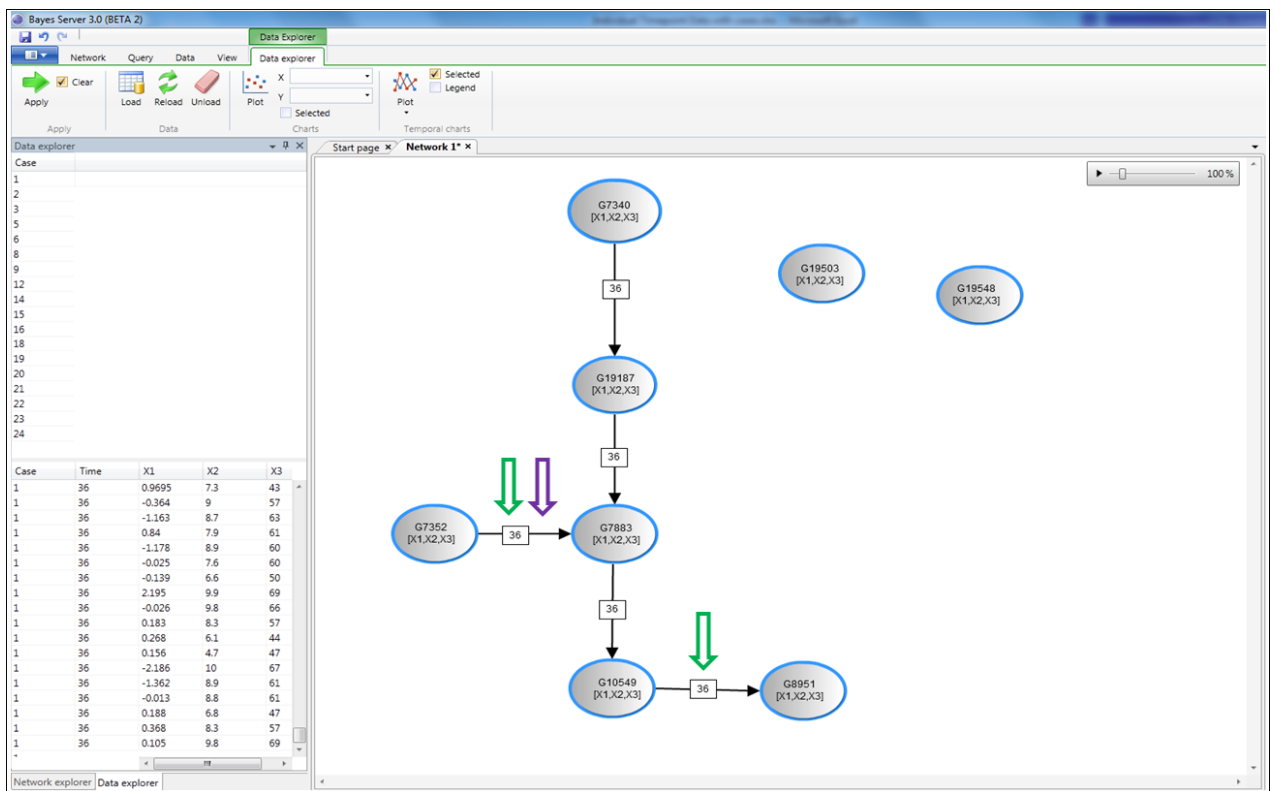 Bayes Server 3.0 (BETA 2)
Data Explorer
Network Query Data View Data explorer
Clear
Apply
Load Reload Unload
Plot
X
Y
Selected
Plot
Selected
Legend
Apply Data Charts Temporal charts
Data explorer
Case
1
2
3
5
6
8
9
12
14
15
16
18
19
20
21
22
23
24
Case Time X1 X2 X3
1 36 0.9695 7.3 43
1 36 -0.364 9 57
1 36 -1.163 8.7 63
1 36 0.84 7.9 61
1 36 -1.178 8.9 60
1 36 -0.025 7.6 60
1 36 -0.139 6.6 50
1 36 2.195 9.9 69
1 36 -0.026 9.8 66
1 36 0.183 8.3 57
1 36 0.268 6.1 44
1 36 0.156 4.7 47
1 36 -2.186 10 67
1 36 -1.362 8.9 61
1 36 -0.013 8.8 61
1 36 0.188 6.8 47
1 36 0.368 8.3 57
1 36 0.105 9.8 69
Network explorer Data explorer
Start page Network 1*
100 %
G7340
[X1,X2,X3]
36
G19503
[X1,X2,X3]
G19548
[X1,X2,X3]
G19187
[X1,X2,X3]
36
G7352
[X1,X2,X3]
36
G7883
[X1,X2,X3]
36
G10549
[X1,X2,X3]
36
G8951
[X1,X2,X3]